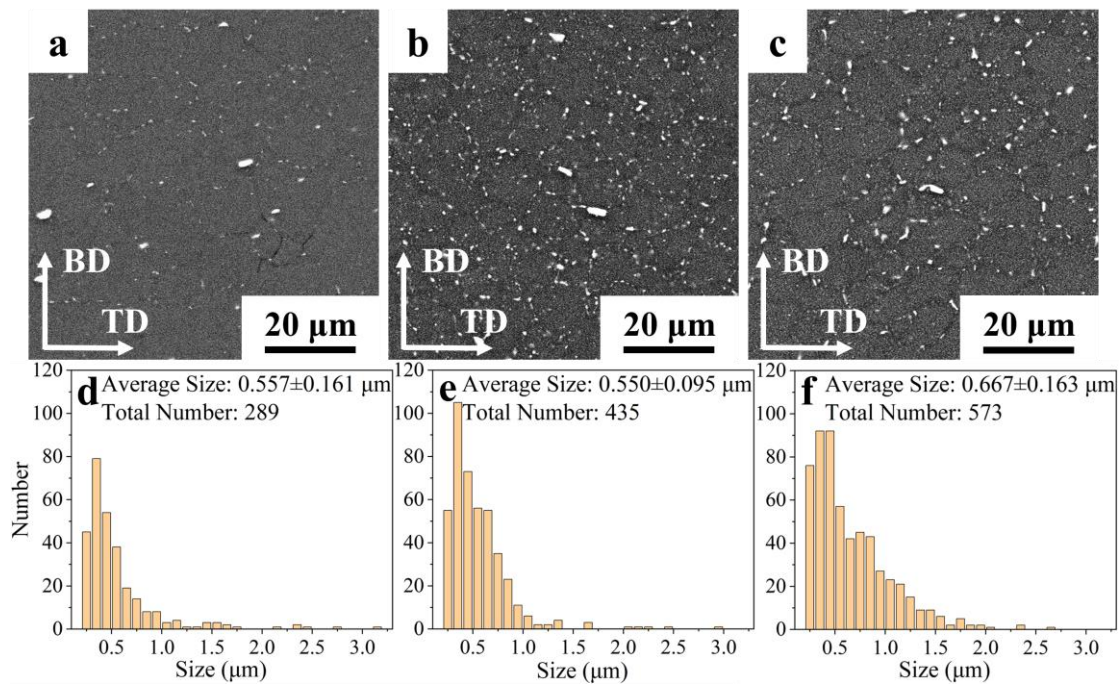 a
b
c
BD
TD
20 μm
BD
TD
20 μm
BD
TD
20 μm
d
Average Size: 0.557±0.161 μm
Total Number: 289
e
Average Size: 0.550±0.095 μm
Total Number: 435
f
Average Size: 0.667±0.163 μm
Total Number: 573
Number
120
100
80
60
40
20
0
0.5 1.0 1.5 2.0 2.5 3.0
Size (μm)
120
100
80
60
40
20
0
0.5 1.0 1.5 2.0 2.5 3.0
Size (μm)
120
100
80
60
40
20
0
0.5 1.0 1.5 2.0 2.5 3.0
Size (μm)